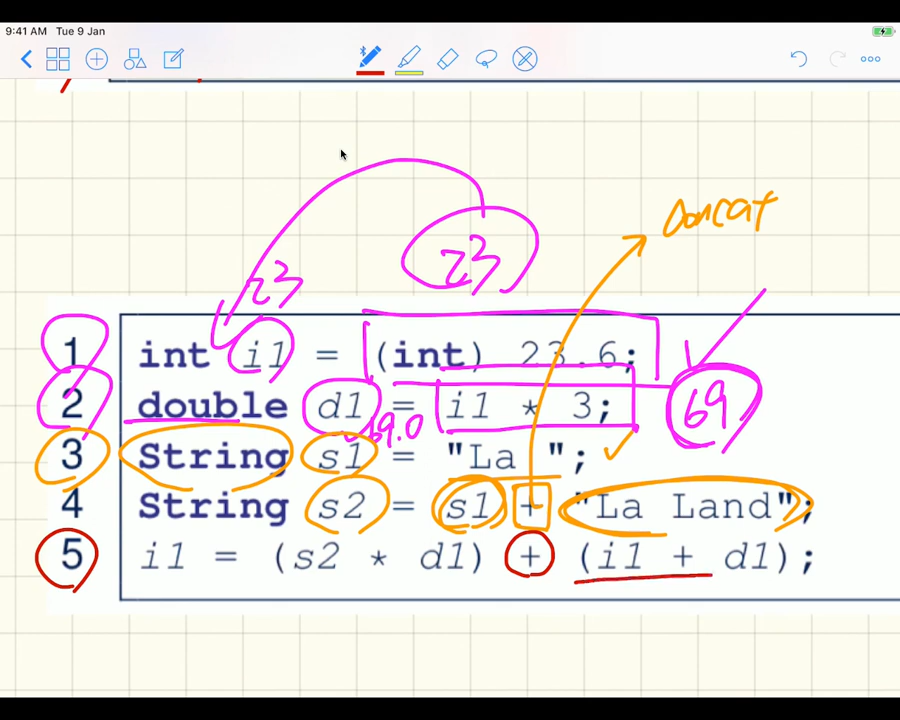 9:41 AM Tue 9 Jan
concat
23
23
1 int i1 = (int) 23.6;
2 double d1 = i1 * 3; 69
69.0
3 String s1 = "La ";
4 String s2 = s1 + "La Land";
5 i1 = (s2 * d1) + (i1 + d1);